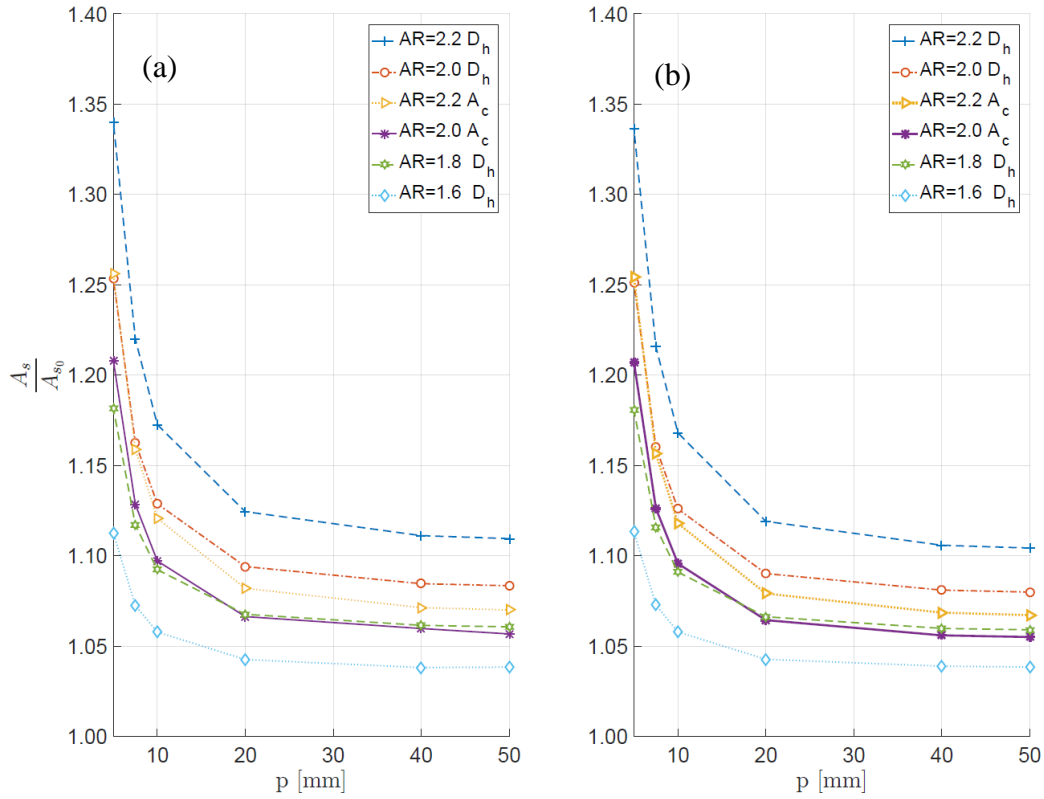 (a)
AR=2.2 D_h
AR=2.0 D_h
AR=2.2 A_c
AR=2.0 A_c
AR=1.8 D_h
AR=1.6 D_h
1.40
1.35
1.30
1.25
1.20
1.15
1.10
1.05
1.00
A_s
A_{s_0}
10
20
30
40
50
p [mm]
(b)
AR=2.2 D_h
AR=2.0 D_h
AR=2.2 A_c
AR=2.0 A_c
AR=1.8 D_h
AR=1.6 D_h
1.40
1.35
1.30
1.25
1.20
1.15
1.10
1.05
1.00
10
20
30
40
50
p [mm]